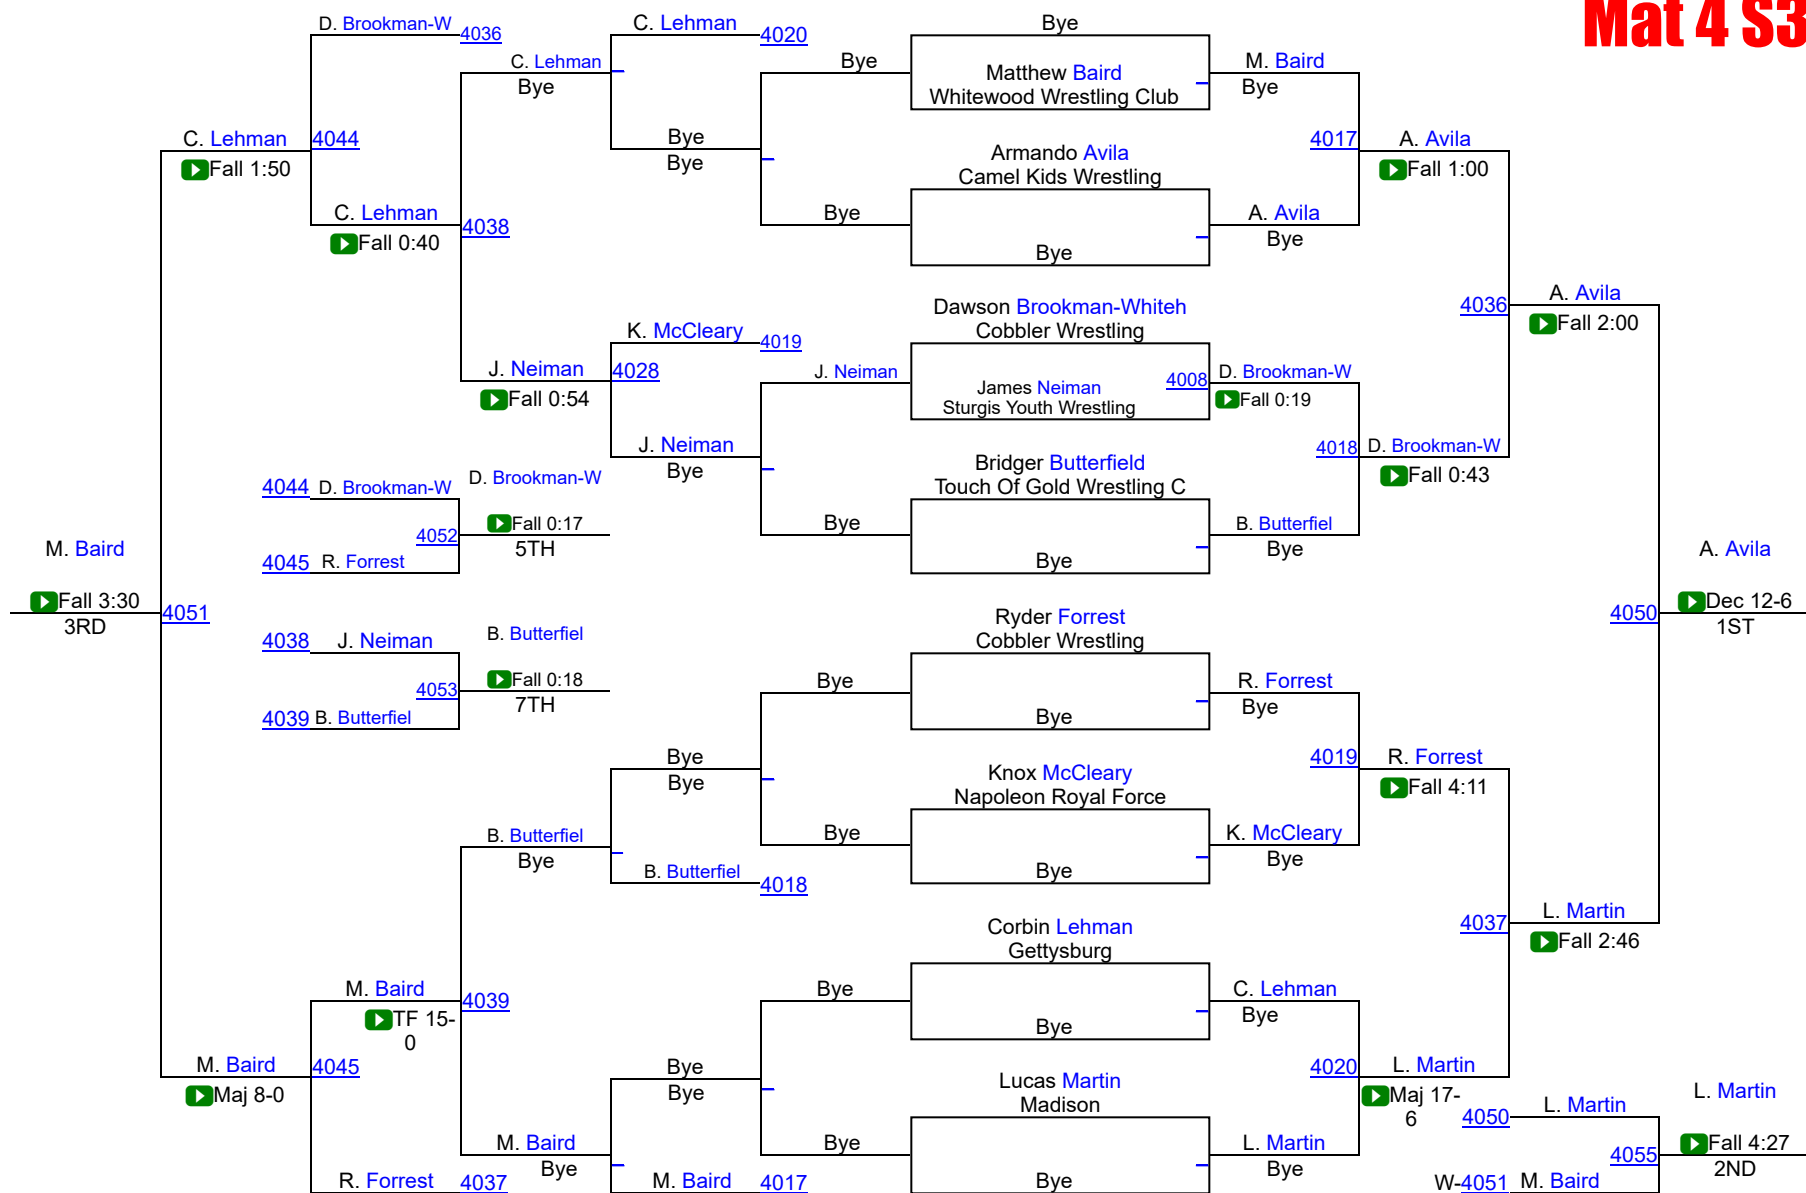 Mat 4 S3
D. Brookman-W
4036
C. Lehman
4020
Bye
C. Lehman
Bye
Bye
Matthew Baird
Whitewood Wrestling Club
M. Baird
Bye
C. Lehman
4044
Fall 1:50
Bye
Bye
Armando Avila
Camel Kids Wrestling
4017
A. Avila
Fall 1:00
C. Lehman
4038
Fall 0:40
Bye
Bye
A. Avila
Bye
Dawson Brookman-Whiteh
Cobbler Wrestling
4036
A. Avila
Fall 2:00
K. McCleary
4019
J. Neiman
4028
Fall 0:54
J. Neiman
James Neiman
Sturgis Youth Wrestling
4008
D. Brookman-W
Fall 0:19
J. Neiman
Bye
Bridger Butterfield
Touch Of Gold Wrestling C
4018
D. Brookman-W
Fall 0:43
4044
D. Brookman-W
D. Brookman-W
4052
Fall 0:17
5TH
4045
R. Forrest
Bye
Bye
B. Butterfiel
Bye
M. Baird
Fall 3:30
3RD
4051
A. Avila
4050
Dec 12-6
1ST
Ryder Forrest
Cobbler Wrestling
4038
J. Neiman
B. Butterfiel
4053
Fall 0:18
7TH
4039
B. Butterfiel
Bye
Bye
R. Forrest
Bye
Bye
Bye
Knox McCleary
Napoleon Royal Force
4019
R. Forrest
Fall 4:11
B. Butterfiel
Bye
Bye
Bye
K. McCleary
Bye
B. Butterfiel
4018
Corbin Lehman
Gettysburg
4037
L. Martin
Fall 2:46
M. Baird
4039
TF 15-
0
Bye
Bye
C. Lehman
Bye
M. Baird
4045
Maj 8-0
Bye
Bye
Lucas Martin
Madison
4020
L. Martin
Maj 17-
6
4050
L. Martin
L. Martin
M. Baird
Bye
Bye
Bye
L. Martin
Bye
4055
Fall 4:27
2ND
R. Forrest
4037
M. Baird
4017
W-4051
M. Baird